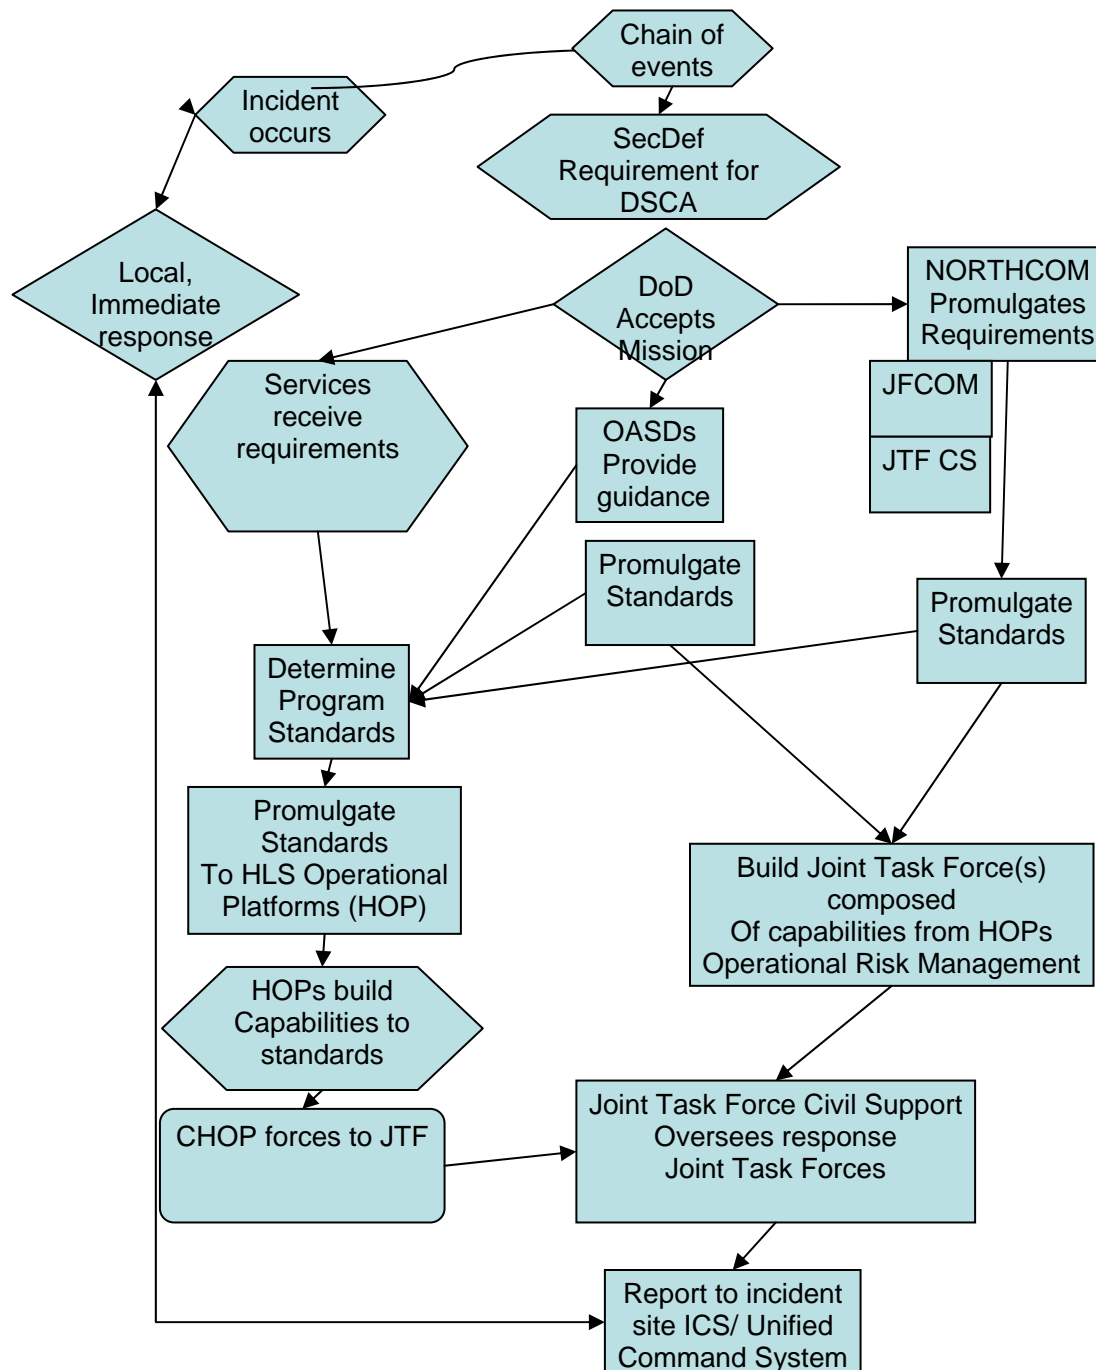 Chain of
events
Incident
occurs
SecDef
Requirement for
DSCA
Local,
Immediate
response
DoD
Accepts
Mission
NORTHCOM
Promulgates
Requirements
JFCOM
JTF CS
Services
receive
requirements
OASDs
Provide
guidance
Promulgate
Standards
Promulgate
Standards
Determine
Program
Standards
Promulgate
Standards
To HLS Operational
Platforms (HOP)
Build Joint Task Force(s)
composed
Of capabilities from HOPs
Operational Risk Management
HOPs build
Capabilities to
standards
CHOP forces to JTF
Joint Task Force Civil Support
Oversees response
Joint Task Forces
Report to incident
site ICS/ Unified
Command System